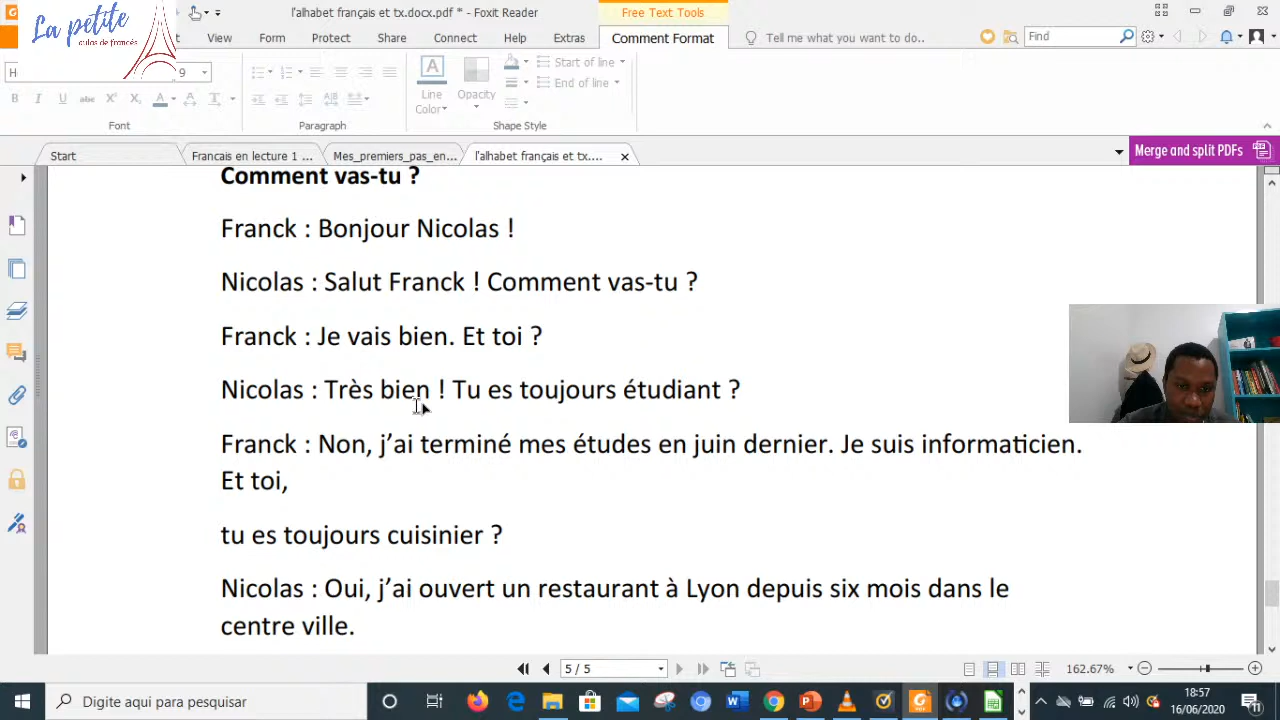 La petite
aulas de francés
l'alhabet français et tx.docx.pdf * - Foxit Reader
Free Text Tools
View Form Protect Share Connect Help Extras Comment Format Tell me what you want to do.. Find
H 9
Line Color
Opacity
Start of line
End of line
Font Paragraph Shape Style
Start Francais en lecture 1 ... Mes_premiers_pas_en... l'alhabet français et tx.... Merge and split PDFs
Comment vas-tu ?
Franck : Bonjour Nicolas !
Nicolas : Salut Franck ! Comment vas-tu ?
Franck : Je vais bien. Et toi ?
Nicolas : Très bien ! Tu es toujours étudiant ?
Franck : Non, j’ai terminé mes études en juin dernier. Je suis informaticien.
Et toi,
tu es toujours cuisinier ?
Nicolas : Oui, j’ai ouvert un restaurant à Lyon depuis six mois dans le
centre ville.
5 / 5 162.67%
Digite aqui para pesquisar
18:57
16/06/2020